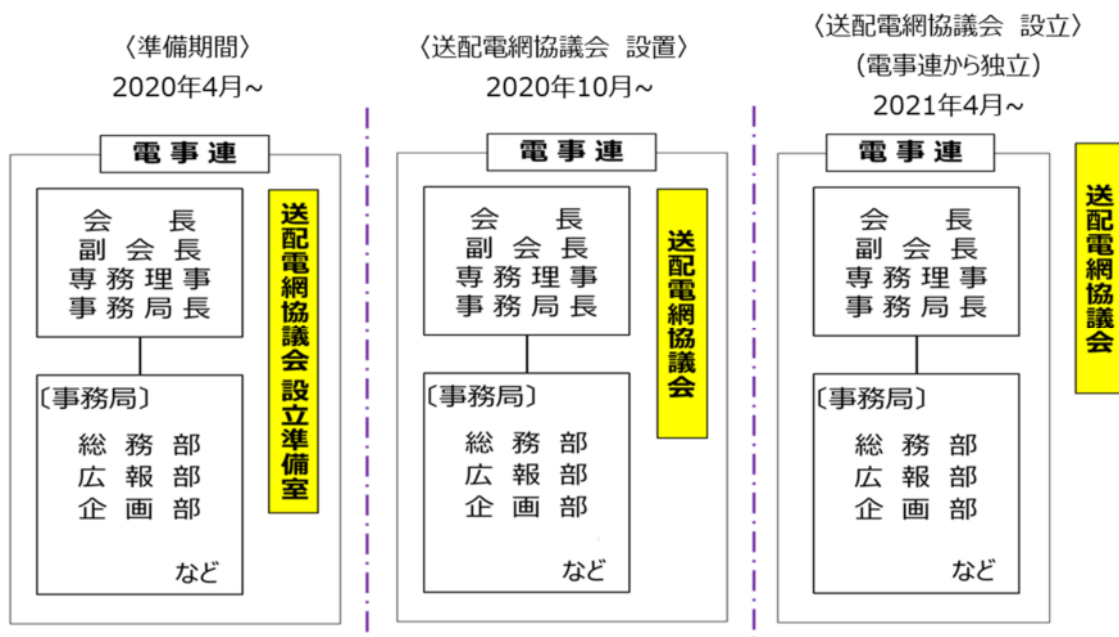 〈準備期間〉
2020年4月~
電事連
会長
副会長
専務理事
事務局長
送配電網協議会 設立準備室
〔事務局〕
総務部
広報部
企画部
など
〈送配電網協議会 設置〉
2020年10月~
電事連
会長
副会長
専務理事
事務局長
送配電網協議会
〔事務局〕
総務部
広報部
企画部
など
〈送配電網協議会 設立〉
(電事連から独立)
2021年4月~
電事連
会長
副会長
専務理事
事務局長
送配電網協議会
〔事務局〕
総務部
広報部
企画部
など